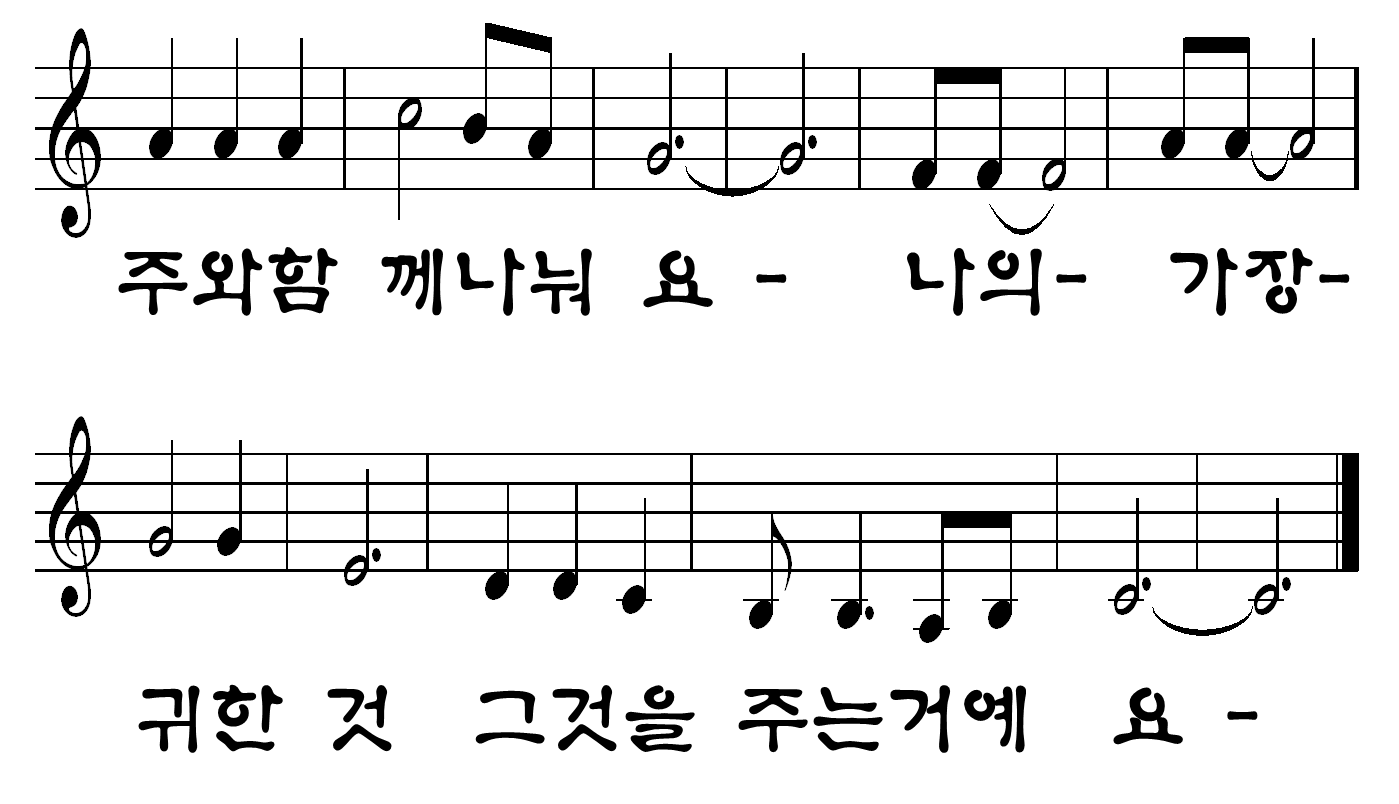 주와함 께나눠 요 - 나의- 가장-
귀한 것 그것을 주는거예 요 -